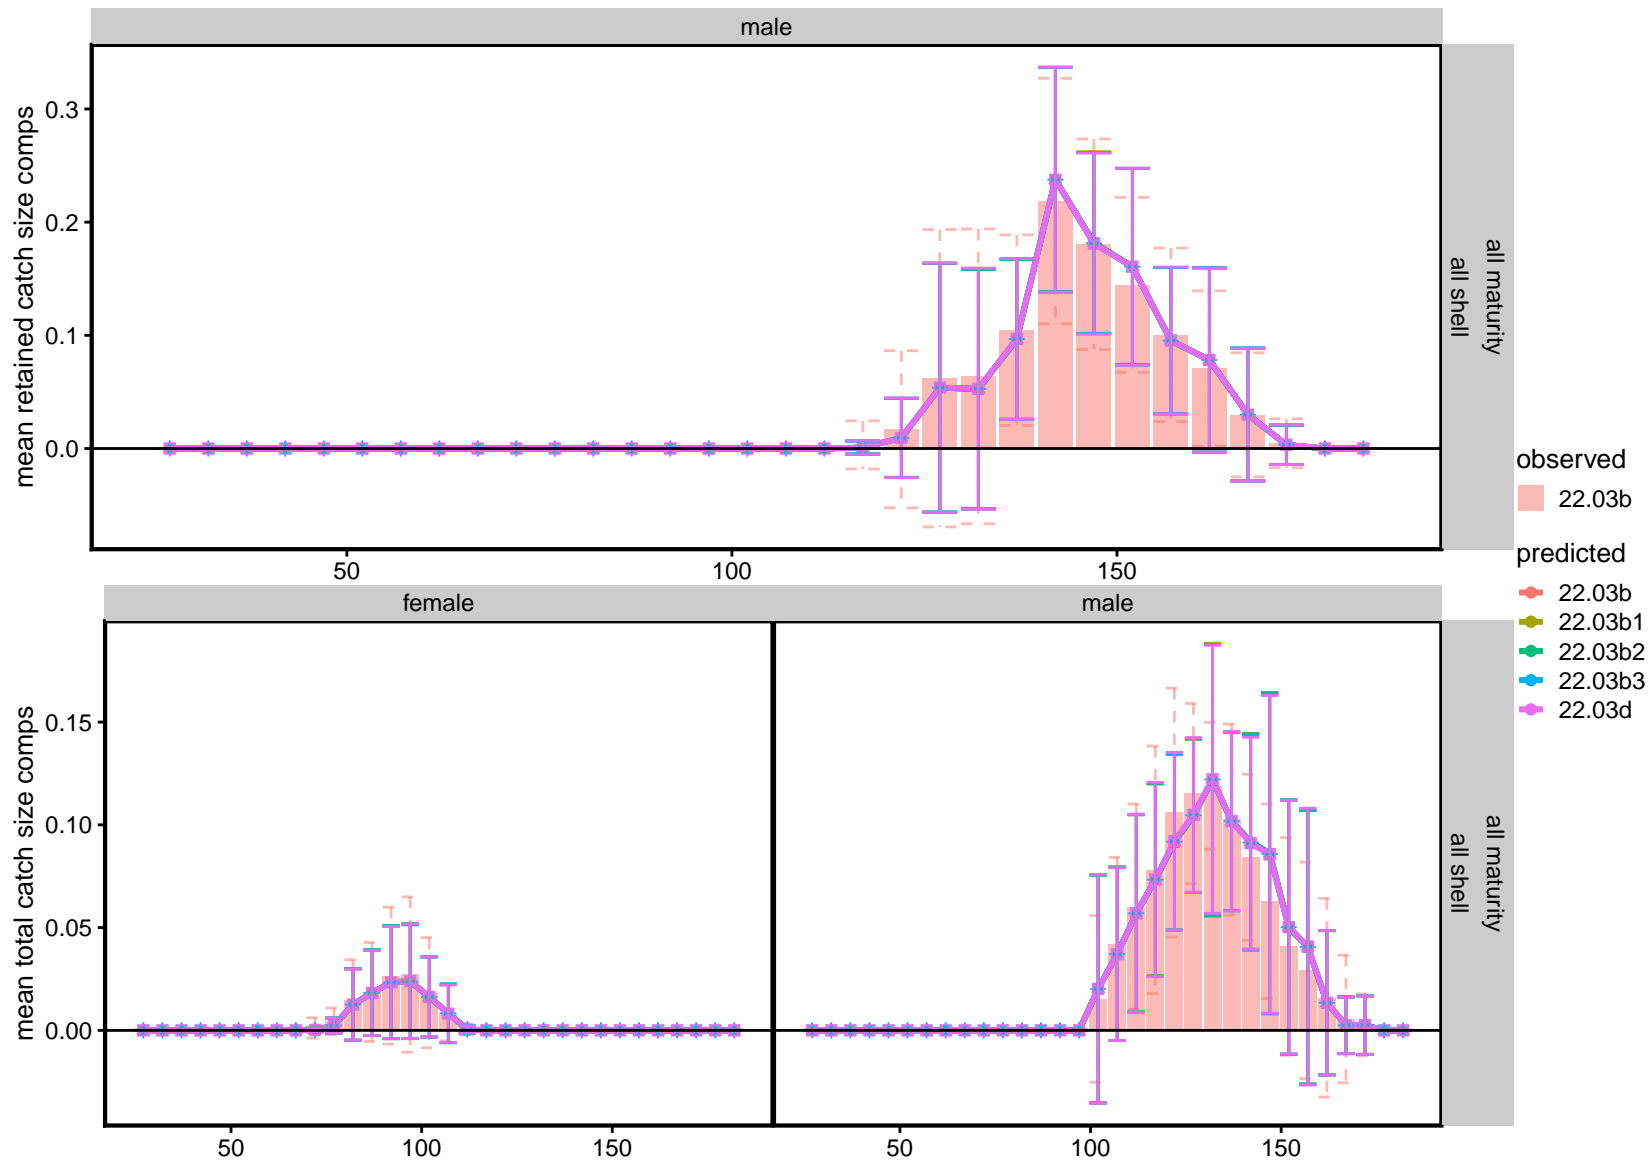 male
mean retained catch size comps
0.3
0.2
0.1
0.0
all maturity
all shell
50
100
150
observed
22.03b
predicted
22.03b
22.03b1
22.03b2
22.03b3
22.03d
female
male
mean total catch size comps
0.15
0.10
0.05
0.00
all maturity
all shell
50
100
150
50
100
150